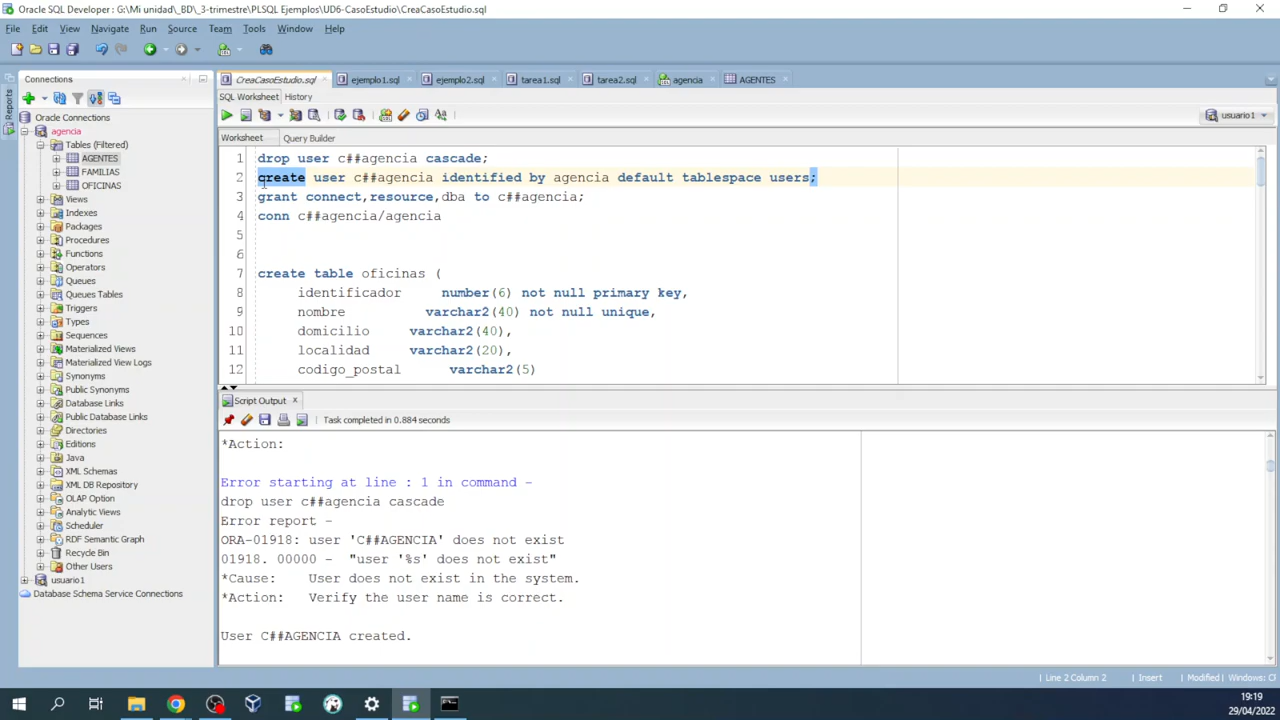 Oracle SQL Developer : G:\Mi unidad\_BD\_3-trimestre\PLSQL Ejemplos\UD6-CasoEstudio\CreaCasoEstudio.sql
File Edit View Navigate Run Source Team Tools Window Help
Connections
CreaCasoEstudio.sql ejemplo1.sql ejemplo2.sql tarea1.sql tarea2.sql agencia AGENTES
Reports
SQL Worksheet History
usuario1
Worksheet Query Builder
Oracle Connections
agencia
Tables (Filtered)
AGENTES
FAMILIAS
OFICINAS
Views
Indexes
Packages
Procedures
Functions
Operators
Queues
Queues Tables
Triggers
Types
Sequences
Materialized Views
Materialized View Logs
Synonyms
Public Synonyms
Database Links
Public Database Links
Directories
Editions
Java
XML Schemas
XML DB Repository
OLAP Option
Analytic Views
Scheduler
RDF Semantic Graph
Recycle Bin
Other Users
usuario1
Database Schema Service Connections
1 drop user c##agencia cascade;
2 create user c##agencia identified by agencia default tablespace users;
3 grant connect,resource,dba to c##agencia;
4 conn c##agencia/agencia
5
6
7 create table oficinas (
8 identificador number(6) not null primary key,
9 nombre varchar2(40) not null unique,
10 domicilio varchar2(40),
11 localidad varchar2(20),
12 codigo_postal varchar2(5)
Script Output
Task completed in 0.884 seconds
*Action:
Error starting at line : 1 in command -
drop user c##agencia cascade
Error report -
ORA-01918: user 'C##AGENCIA' does not exist
01918. 00000 - "user '%s' does not exist"
*Cause: User does not exist in the system.
*Action: Verify the user name is correct.
User C##AGENCIA created.
Line 2 Column 2 Insert Modified Windows: Cl
19:19
29/04/2022